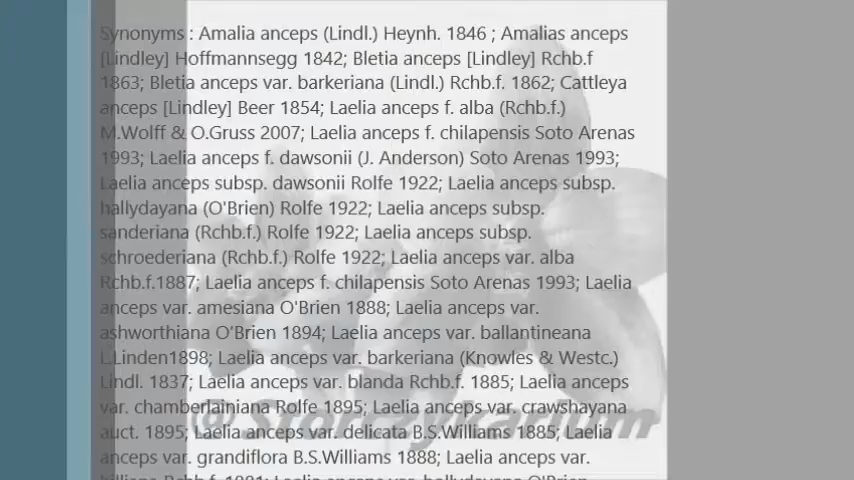 Synonyms : Amalia anceps (Lindl.) Heynh. 1846 ; Amalias anceps
[Lindley] Hoffmannsegg 1842; Bletia anceps [Lindley] Rchb.f
1863; Bletia anceps var. barkeriana (Lindl.) Rchb.f. 1862; Cattleya
anceps [Lindley] Beer 1854; Laelia anceps f. alba (Rchb.f.)
M.Wolff & O.Gruss 2007; Laelia anceps f. chilapensis Soto Arenas
1993; Laelia anceps f. dawsonii (J. Anderson) Soto Arenas 1993;
Laelia anceps subsp. dawsonii Rolfe 1922; Laelia anceps subsp.
hallydayana (O'Brien) Rolfe 1922; Laelia anceps subsp.
sanderiana (Rchb.f.) Rolfe 1922; Laelia anceps subsp.
schroederiana (Rchb.f.) Rolfe 1922; Laelia anceps var. alba
Rchb.f.1887; Laelia anceps f. chilapensis Soto Arenas 1993; Laelia
anceps var. amesiana O'Brien 1888; Laelia anceps var.
ashworthiana O'Brien 1894; Laelia anceps var. ballantineana
L.Linden1898; Laelia anceps var. barkeriana (Knowles & Westc.)
Lindl. 1837; Laelia anceps var. blanda Rchb.f. 1885; Laelia anceps
var. chamberlainiana Rolfe 1895; Laelia anceps var. crawshayana
auct. 1895; Laelia anceps var. delicata B.S.Williams 1885; Laelia
anceps var. grandiflora B.S.Williams 1888; Laelia anceps var.
Rchb.f. 1881; Laelia anceps var. hallydayana O'Brien